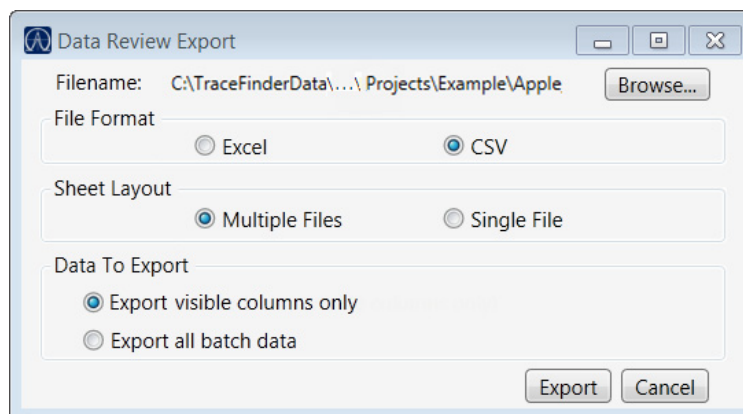 Data Review Export
Filename: C:\TraceFinderData\...\ Projects\Example\Apple Browse...
File Format
Excel CSV
Sheet Layout
Multiple Files Single File
Data To Export
Export visible columns only
Export all batch data
Export Cancel